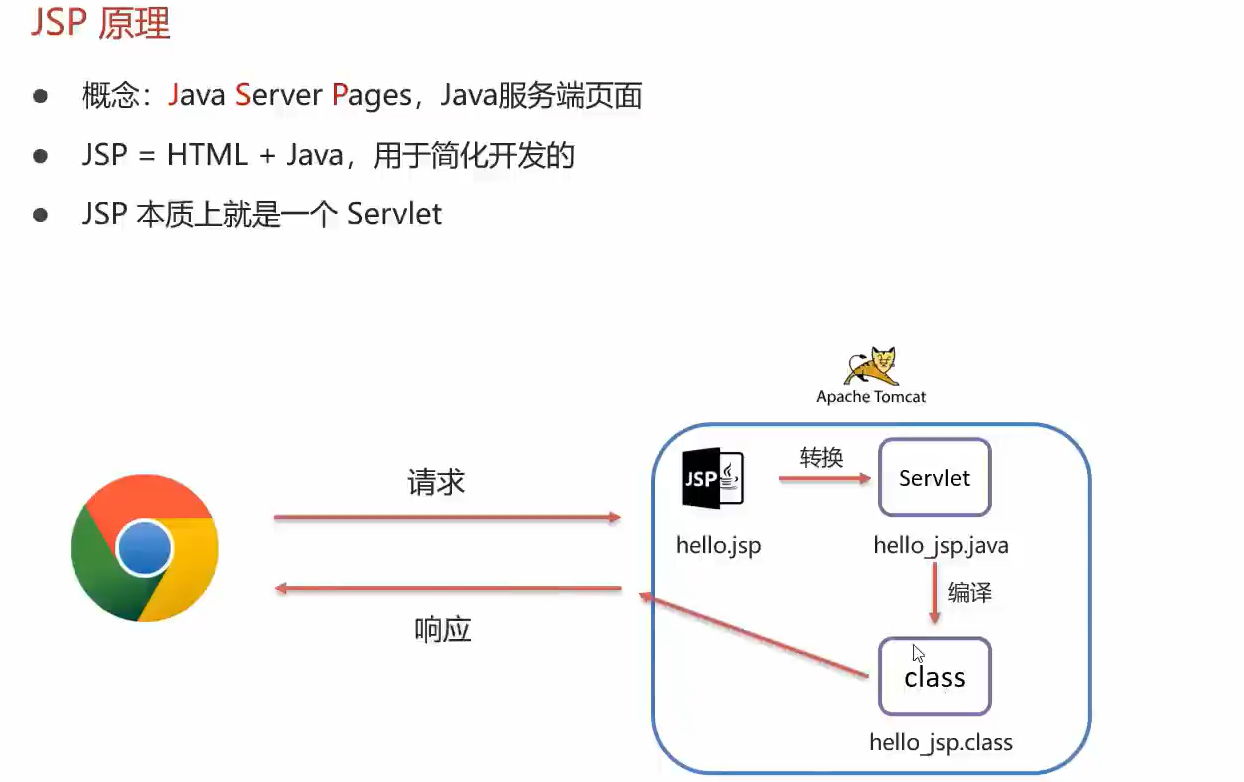 JSP 原理
● 概念：Java Server Pages，Java服务端页面
● JSP = HTML + Java，用于简化开发的
● JSP 本质上就是一个 Servlet
Apache Tomcat
请求
响应
JSP
转换
Servlet
hello.jsp
hello_jsp.java
编译
class
hello_jsp.class